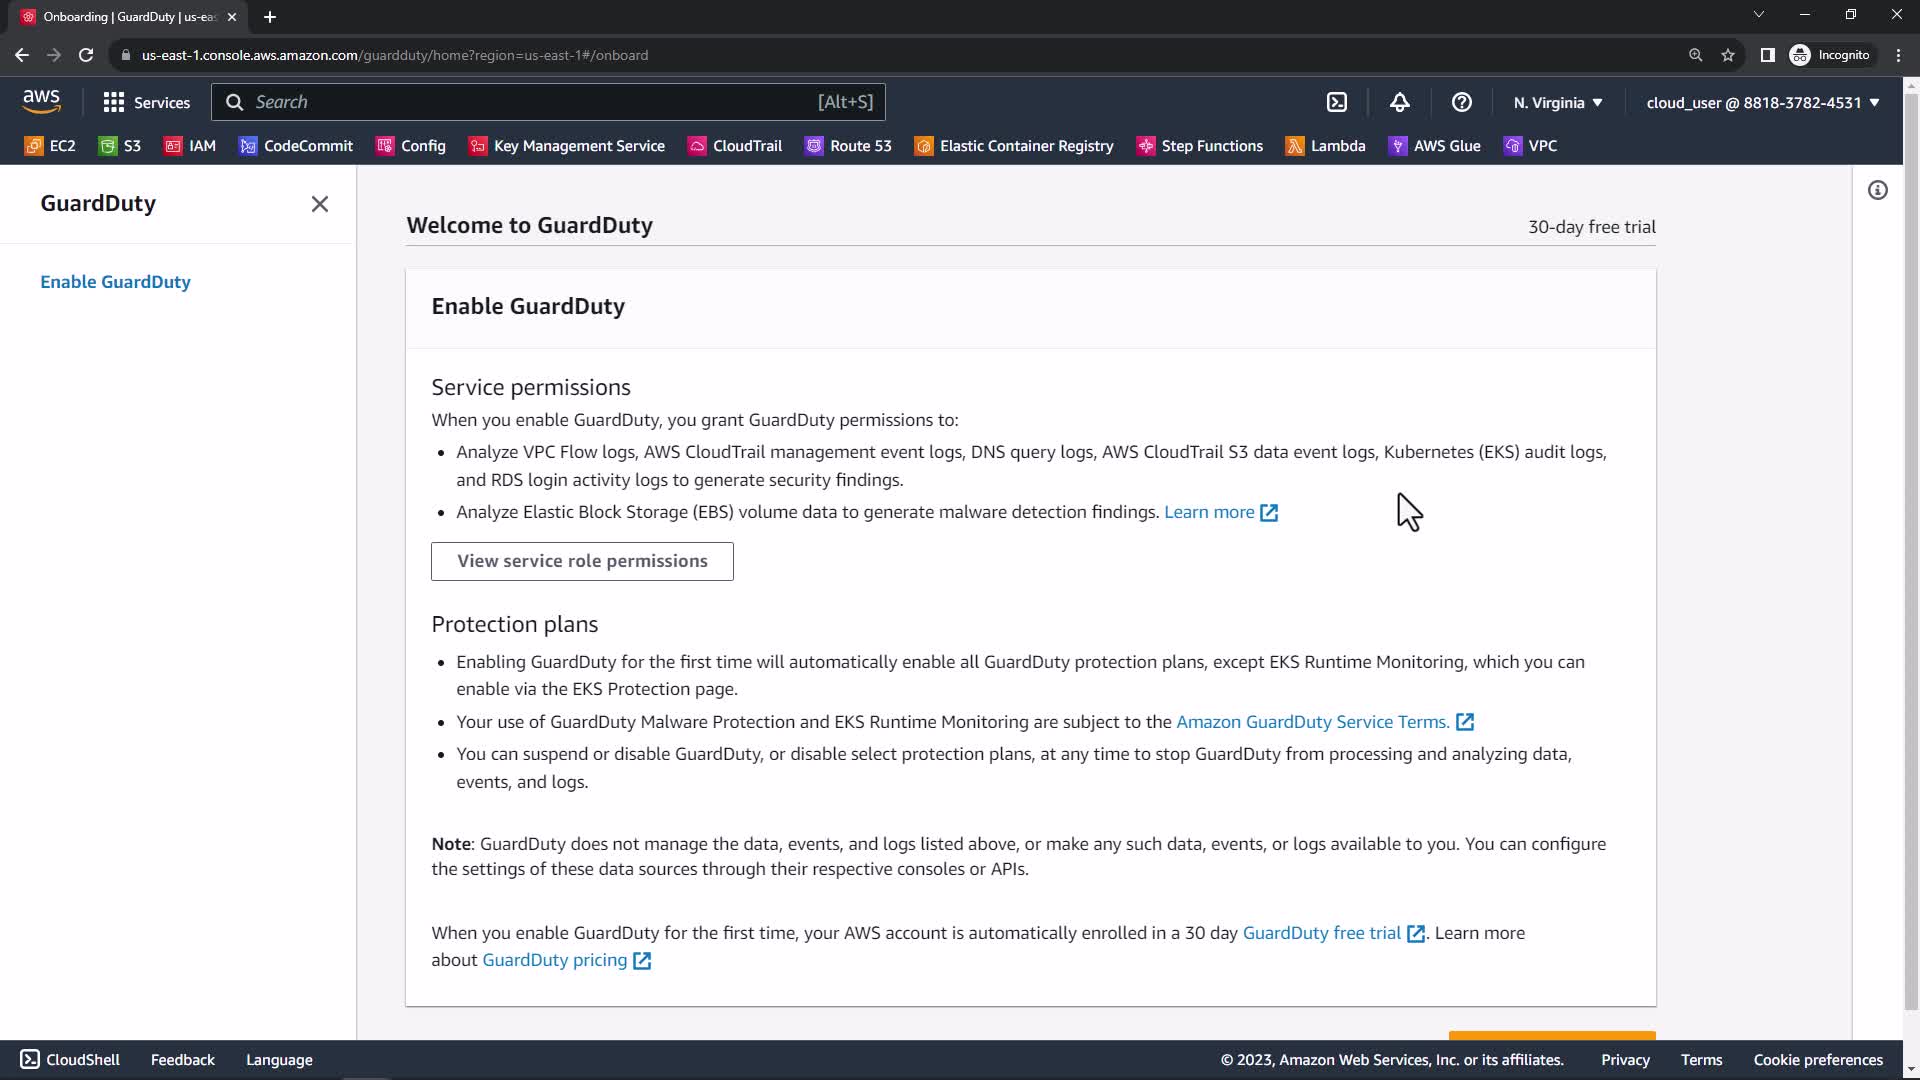 Onboarding | GuardDuty | us-eas
us-east-1.console.aws.amazon.com/guardduty/home?region=us-east-1#/onboard
Incognito
aws
Services
Search
[Alt+S]
N. Virginia
cloud_user @ 8818-3782-4531
EC2 S3 IAM CodeCommit Config Key Management Service CloudTrail Route 53 Elastic Container Registry Step Functions Lambda AWS Glue VPC
GuardDuty
Enable GuardDuty
Welcome to GuardDuty
30-day free trial
Enable GuardDuty
Service permissions
When you enable GuardDuty, you grant GuardDuty permissions to:
• Analyze VPC Flow logs, AWS CloudTrail management event logs, DNS query logs, AWS CloudTrail S3 data event logs, Kubernetes (EKS) audit logs,
and RDS login activity logs to generate security findings.
• Analyze Elastic Block Storage (EBS) volume data to generate malware detection findings. Learn more
View service role permissions
Protection plans
• Enabling GuardDuty for the first time will automatically enable all GuardDuty protection plans, except EKS Runtime Monitoring, which you can
enable via the EKS Protection page.
• Your use of GuardDuty Malware Protection and EKS Runtime Monitoring are subject to the Amazon GuardDuty Service Terms.
• You can suspend or disable GuardDuty, or disable select protection plans, at any time to stop GuardDuty from processing and analyzing data,
events, and logs.
Note: GuardDuty does not manage the data, events, and logs listed above, or make any such data, events, or logs available to you. You can configure
the settings of these data sources through their respective consoles or APIs.
When you enable GuardDuty for the first time, your AWS account is automatically enrolled in a 30 day GuardDuty free trial. Learn more
about GuardDuty pricing
CloudShell Feedback Language
© 2023, Amazon Web Services, Inc. or its affiliates. Privacy Terms Cookie preferences